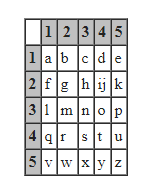 1 2 3 4 5
1 a b c d e
2 f g h ij k
3 l m n o p
4 q r s t u
5 v w x y z